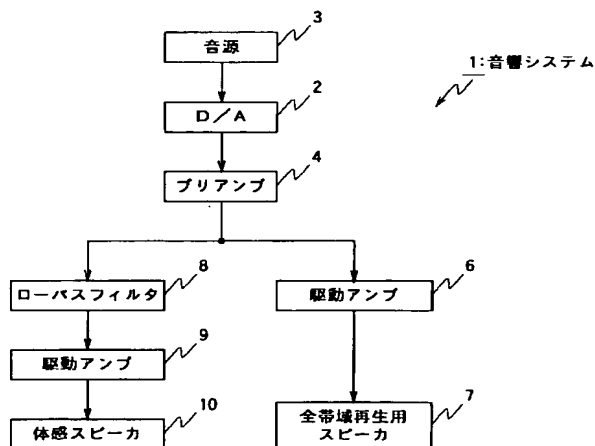 3
音源
1:音響システム
2
D/A
4
プリアンプ
8
ローパスフィルタ
6
駆動アンプ
9
駆動アンプ
10
体感スピーカ
7
全帯域再生用
スピーカ